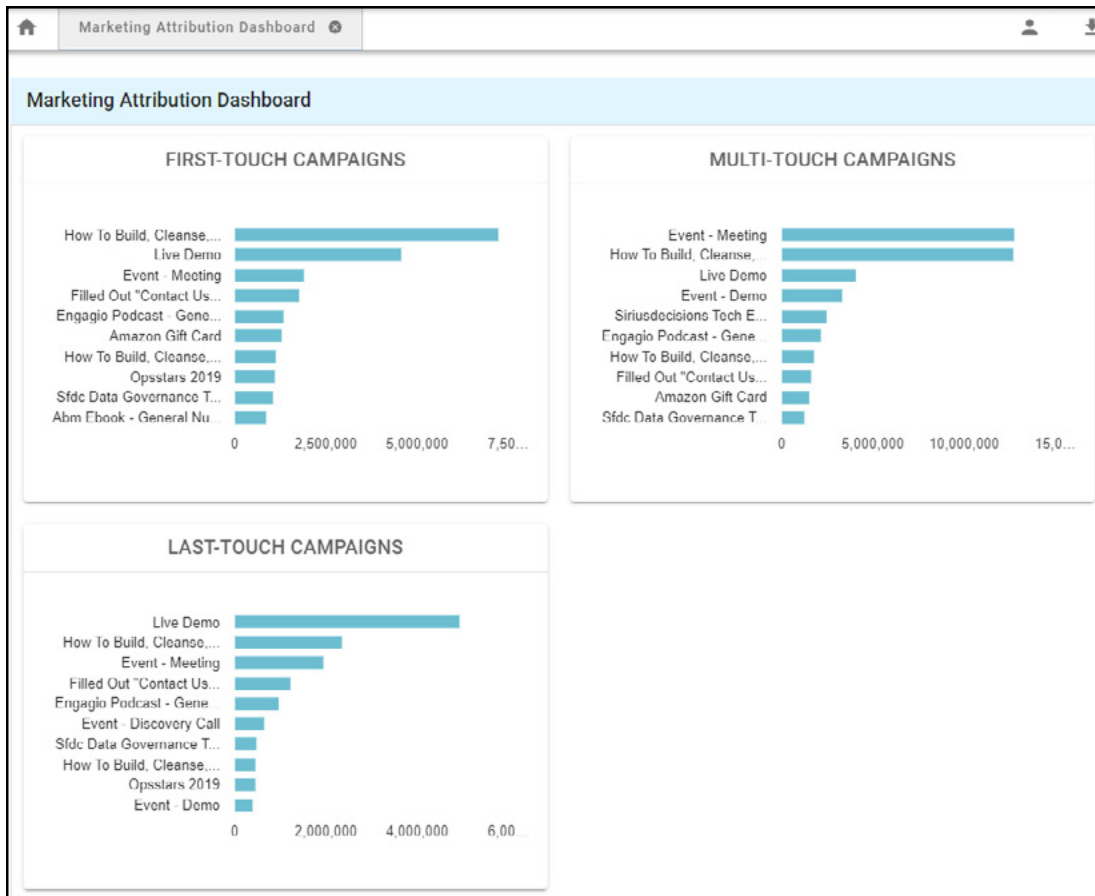 Marketing Attribution Dashboard
Marketing Attribution Dashboard
FIRST-TOUCH CAMPAIGNS
How To Build, Cleanse,...
Live Demo
Event - Meeting
Filled Out "Contact Us...
Engagio Podcast - Gene...
Amazon Gift Card
How To Build, Cleanse,...
Opsstars 2019
Sfdc Data Governance T...
Abm Ebook - General Nu...
0 2,500,000 5,000,000 7,50...
MULTI-TOUCH CAMPAIGNS
Event - Meeting
How To Build, Cleanse,...
Live Demo
Event - Demo
Siriusdecisions Tech E...
Engagio Podcast - Gene...
How To Build, Cleanse,...
Filled Out "Contact Us...
Amazon Gift Card
Sfdc Data Governance T...
0 5,000,000 10,000,000 15,0...
LAST-TOUCH CAMPAIGNS
Live Demo
How To Build, Cleanse,...
Event - Meeting
Filled Out "Contact Us...
Engagio Podcast - Gene...
Event - Discovery Call
Sfdc Data Governance T...
How To Build, Cleanse,...
Opsstars 2019
Event - Demo
0 2,000,000 4,000,000 6,00...